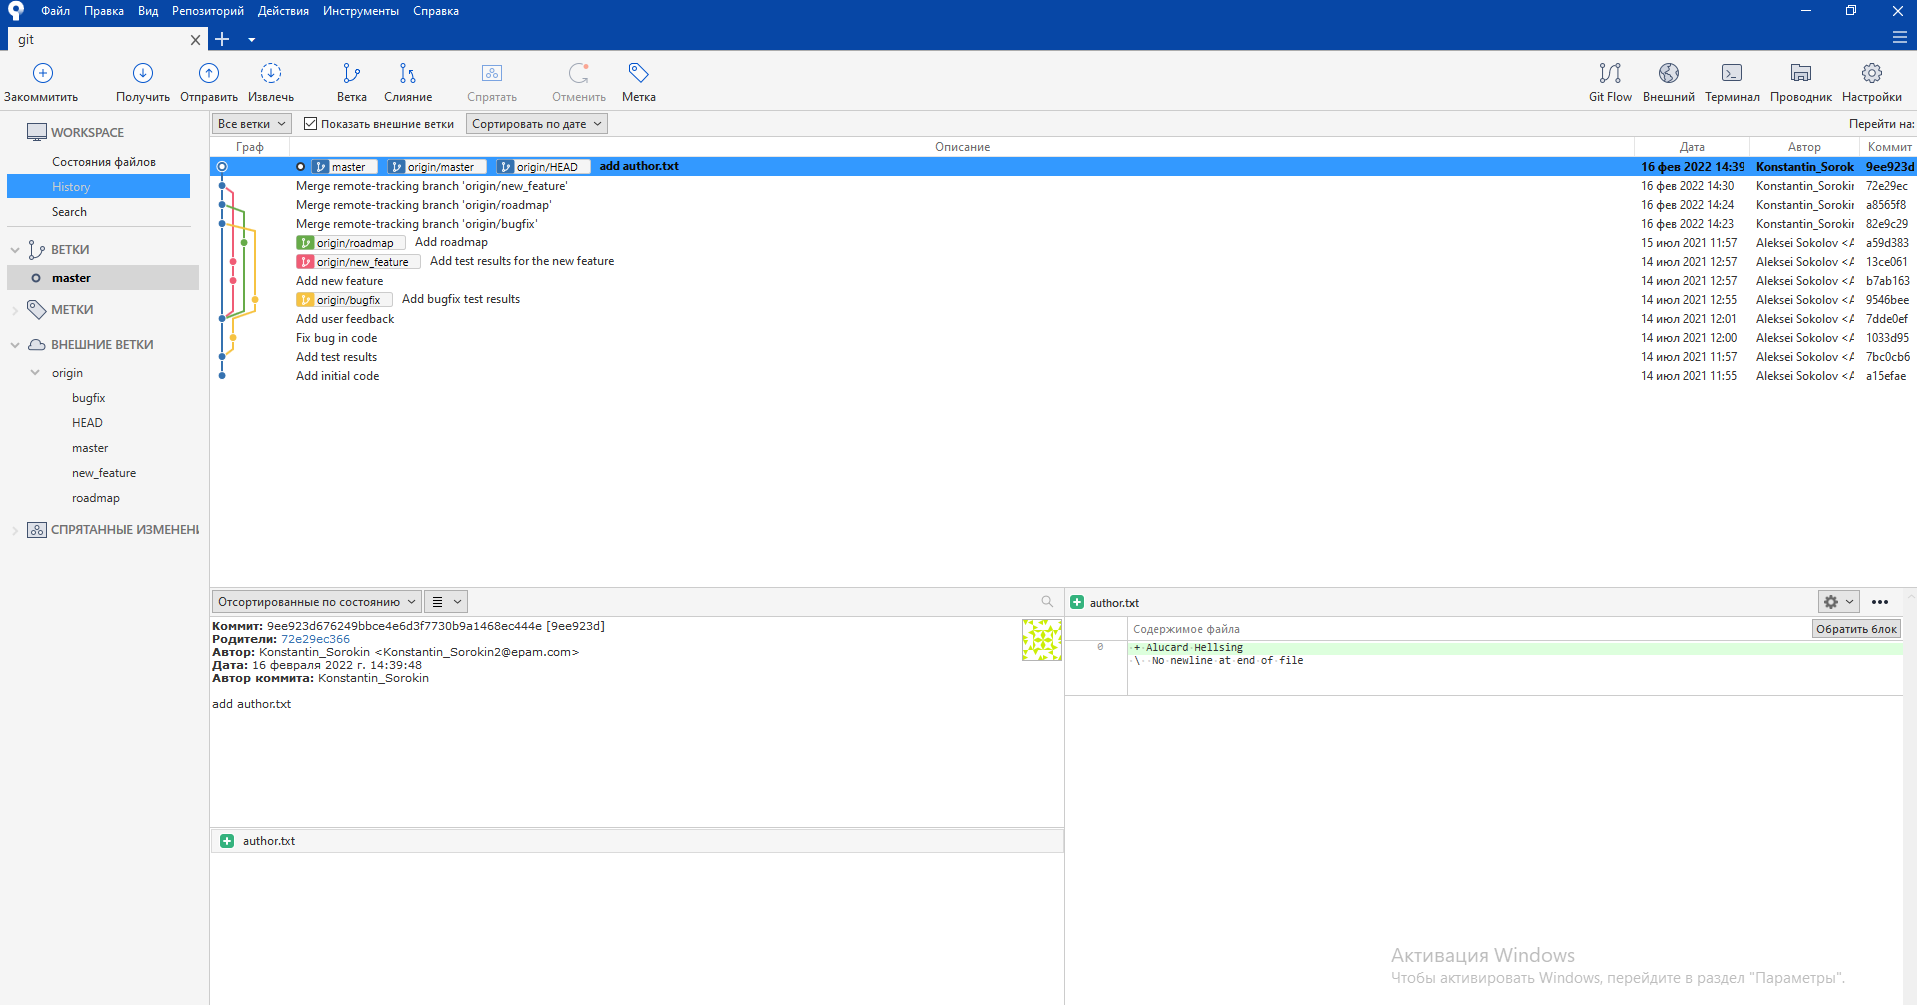 Файл Правка Вид Репозиторий Действия Инструменты Справка
git
Закоммитить Получить Отправить Извлечь Ветка Слияние Спрятать Отменить Метка Git Flow Внешний Терминал Проводник Настройки
WORKSPACE
Состояния файлов
History
Search
ВЕТКИ
master
МЕТКИ
ВНЕШНИЕ ВЕТКИ
origin
bugfix
HEAD
master
new_feature
roadmap
СПРЯТАННЫЕ ИЗМЕНЕНИ
Все ветки Показать внешние ветки Сортировать по дате Перейти на:
Граф Описание Дата Автор Коммит
master origin/master origin/HEAD add author.txt 16 фев 2022 14:39 Konstantin_Sorok 9ee923d
Merge remote-tracking branch 'origin/new_feature' 16 фев 2022 14:30 Konstantin_Sorokin 72e29ec
Merge remote-tracking branch 'origin/roadmap' 16 фев 2022 14:24 Konstantin_Sorokin a8565f8
Merge remote-tracking branch 'origin/bugfix' 16 фев 2022 14:23 Konstantin_Sorokin 82e9c29
origin/roadmap Add roadmap 15 июл 2021 11:57 Aleksei Sokolov <A a59d383
origin/new_feature Add test results for the new feature 14 июл 2021 12:57 Aleksei Sokolov <A 13ce061
Add new feature 14 июл 2021 12:57 Aleksei Sokolov <A b7ab163
origin/bugfix Add bugfix test results 14 июл 2021 12:55 Aleksei Sokolov <A 9546bee
Add user feedback 14 июл 2021 12:01 Aleksei Sokolov <A 7dde0ef
Fix bug in code 14 июл 2021 12:00 Aleksei Sokolov <A 1033d95
Add test results 14 июл 2021 11:57 Aleksei Sokolov <A 7bc0cb6
Add initial code 14 июл 2021 11:55 Aleksei Sokolov <A a15efae
Отсортированные по состоянию
Коммит: 9ee923d676249bbce4e6d3f7730b9a1468ec444e [9ee923d]
Родители: 72e29ec366
Автор: Konstantin_Sorokin <Konstantin_Sorokin2@epam.com>
Дата: 16 февраля 2022 г. 14:39:48
Автор коммита: Konstantin_Sorokin
add author.txt
author.txt
author.txt
Содержимое файла Обратить блок
0 + Alucard Hellsing
\ No newline at end of file
Активация Windows
Чтобы активировать Windows, перейдите в раздел "Параметры".